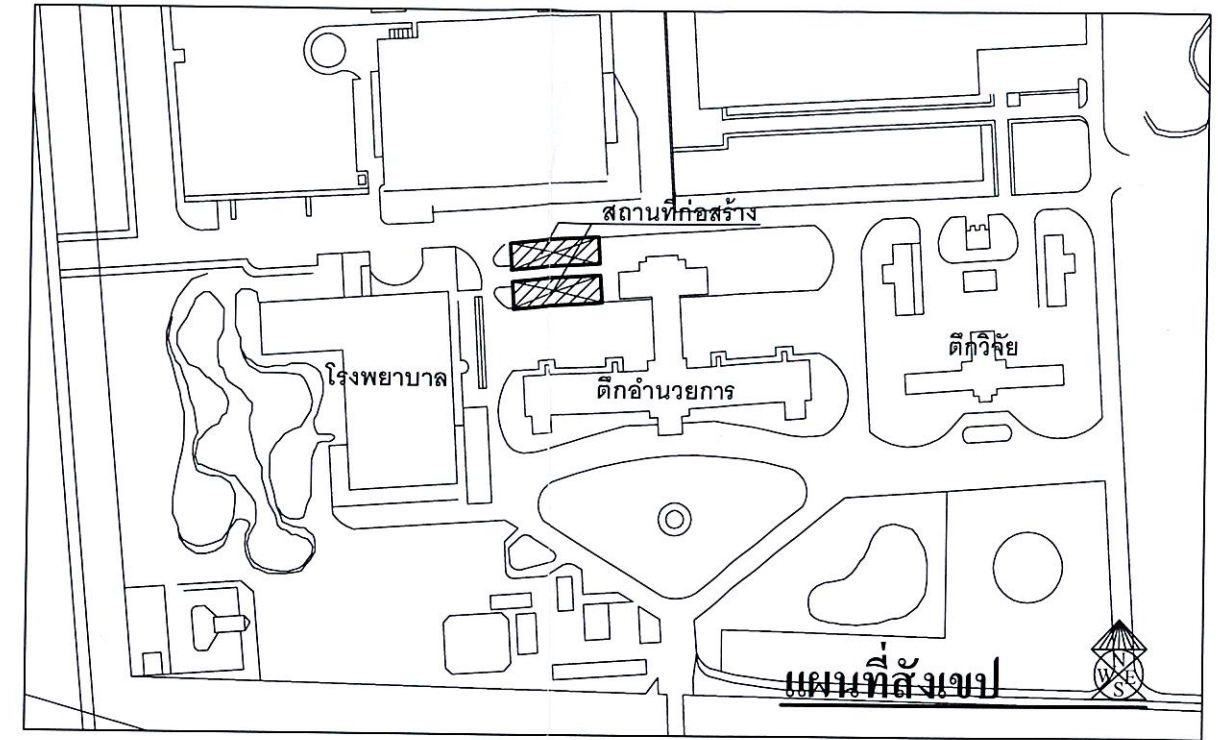 สถานที่ก่อสร้าง
ตึกวิจัย
โรงพยาบาล
ตึกอำนวยการ
แผนที่สังเขป
N
W E
S